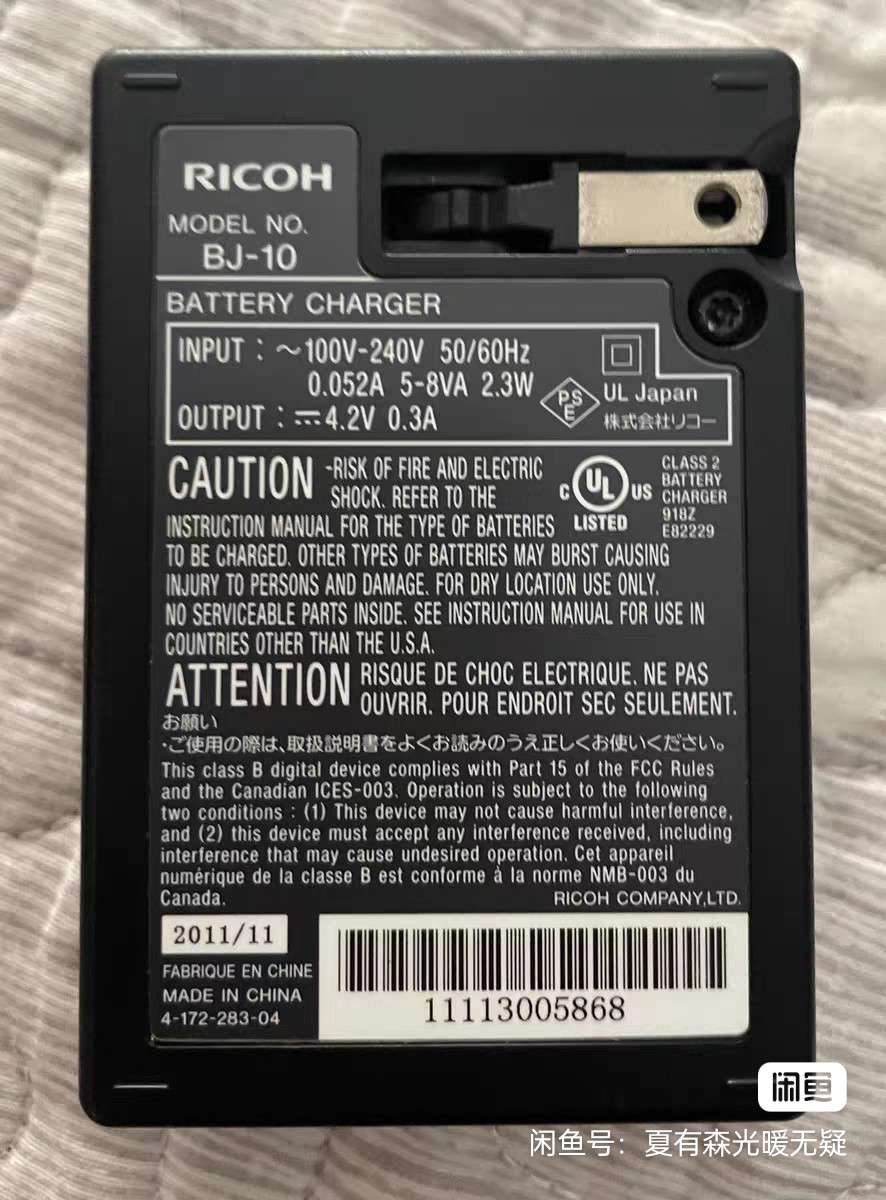 RICOH
MODEL NO.
BJ-10
BATTERY CHARGER
INPUT : ~100V-240V 50/60Hz
0.052A 5-8VA 2.3W
OUTPUT : ⎓4.2V 0.3A
PS
E
UL Japan
株式会社リコー
CAUTION -RISK OF FIRE AND ELECTRIC
SHOCK. REFER TO THE
INSTRUCTION MANUAL FOR THE TYPE OF BATTERIES
TO BE CHARGED. OTHER TYPES OF BATTERIES MAY BURST CAUSING
INJURY TO PERSONS AND DAMAGE. FOR DRY LOCATION USE ONLY.
NO SERVICEABLE PARTS INSIDE. SEE INSTRUCTION MANUAL FOR USE IN
COUNTRIES OTHER THAN THE U.S.A.
C UL US
LISTED
CLASS 2
BATTERY
CHARGER
918Z
E82229
ATTENTION RISQUE DE CHOC ELECTRIQUE. NE PAS
OUVRIR. POUR ENDROIT SEC SEULEMENT.
お願い
・ご使用の際は、取扱説明書をよくお読みのうえ正しくお使いください。
This class B digital device complies with Part 15 of the FCC Rules
and the Canadian ICES-003. Operation is subject to the following
two conditions : (1) This device may not cause harmful interference,
and (2) this device must accept any interference received, including
interference that may cause undesired operation. Cet appareil
numérique de la classe B est conforme à la norme NMB-003 du
Canada.
RICOH COMPANY,LTD.
2011/11
FABRIQUE EN CHINE
MADE IN CHINA
4-172-283-04
11113005868
闲鱼
闲鱼号：夏有森光暖无疑